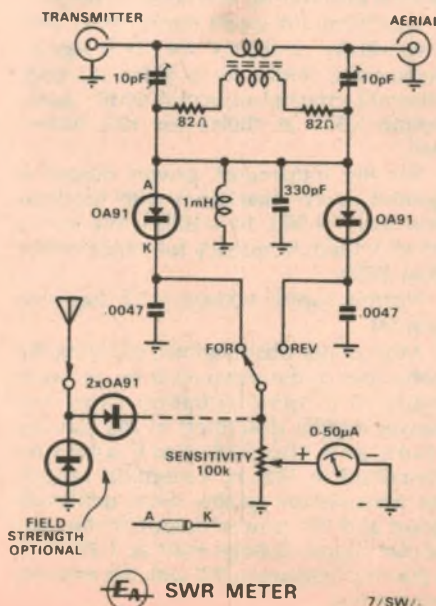 TRANSMITTER
AERIAL
10pF
10pF
82Ω
82Ω
A
OA91
K
1mH
330pF
OA91
.0047
.0047
FOR
REV
2xOA91
SENSITIVITY
100k
0-50µA
+
-
-
FIELD
STRENGTH
OPTIONAL
A
K
EA
SWR METER
7/SW/-